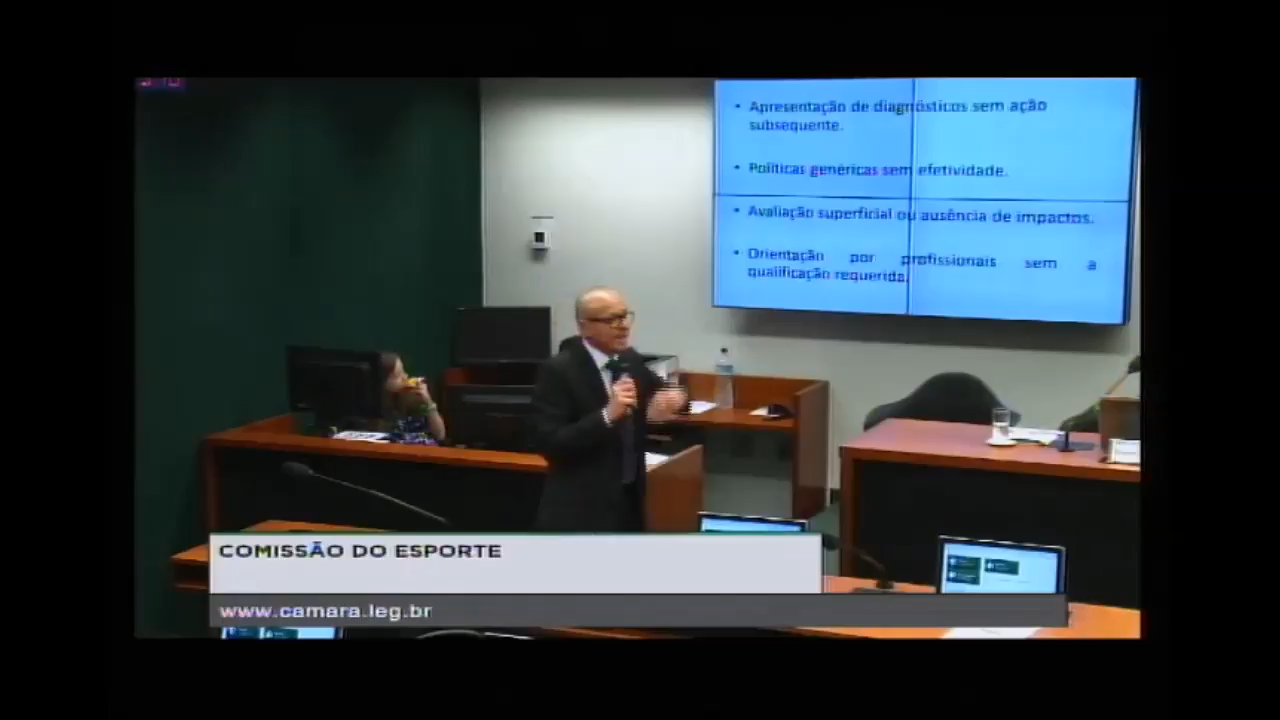 • Apresentação de diagnósticos sem ação
subsequente.
• Políticas genéricas sem efetividade.
• Avaliação superficial ou ausência de impactos.
• Orientação por profissionais sem a
qualificação requerida.
COMISSÃO DO ESPORTE
www.camara.leg.br